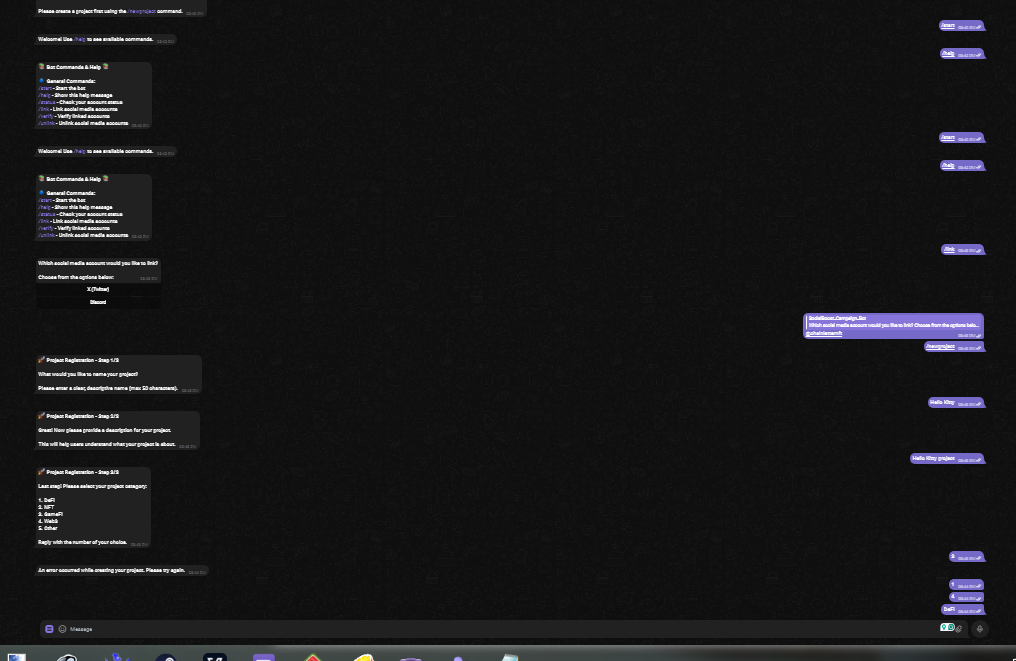 Please create a project first using the /newproject command.
/start
Welcome! Use /help to see available commands.
/help
Bot Commands & Help
General Commands:
/start - Start the bot
/help - Show this help message
/status - Check your account status
/link - Link social media accounts
/verify - Verify linked accounts
/unlink - Unlink social media accounts
/start
Welcome! Use /help to see available commands.
/help
Bot Commands & Help
General Commands:
/start - Start the bot
/help - Show this help message
/status - Check your account status
/link - Link social media accounts
/verify - Verify linked accounts
/unlink - Unlink social media accounts
/link
Which social media account would you like to link?
Choose from the options below:
X (Twitter)
Discord
Which social media account would you like to link? Choose from the options belo...
/newproject
Project Registration - Step 1/3
What would you like to name your project?
Please enter a clear, descriptive name (max 50 characters).
Hello Kitty
Project Registration - Step 2/3
Great! Now please provide a description for your project.
This will help users understand what your project is about.
Hello Kitty project
Project Registration - Step 3/3
Last step! Please select your project category:
1. DeFi
2. NFT
3. GameFi
4. Web3
5. Other
Reply with the number of your choice.
An error occurred while creating your project. Please try again.
1
4
DeFi
Message